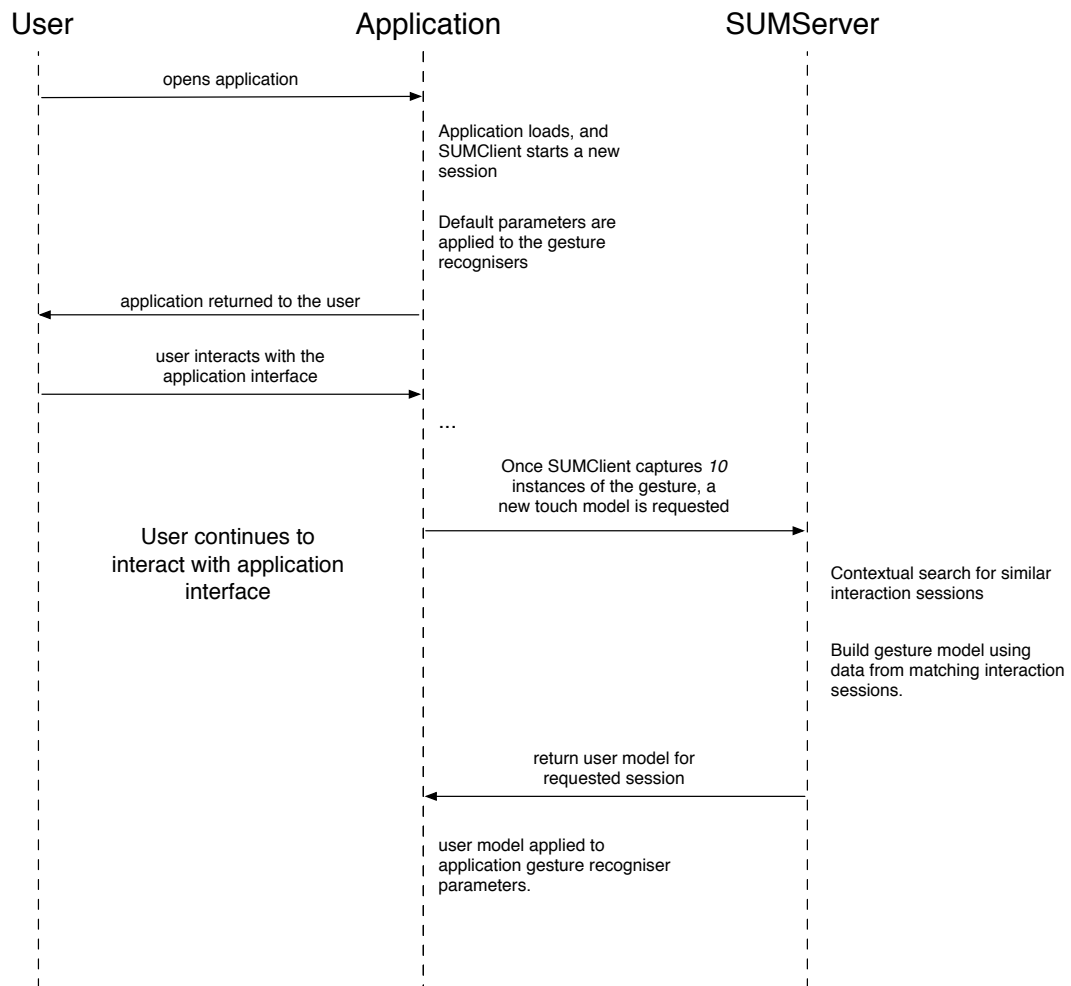 User
Application
SUMServer
opens application
Application loads, and
SUMClient starts a new
session
Default parameters are
applied to the gesture
recognisers
application returned to the user
user interacts with the
application interface
...
Once SUMClient captures 10
instances of the gesture, a
new touch model is requested
User continues to
interact with application
interface
Contextual search for similar
interaction sessions
Build gesture model using
data from matching interaction
sessions.
return user model for
requested session
user model applied to
application gesture recogniser
parameters.